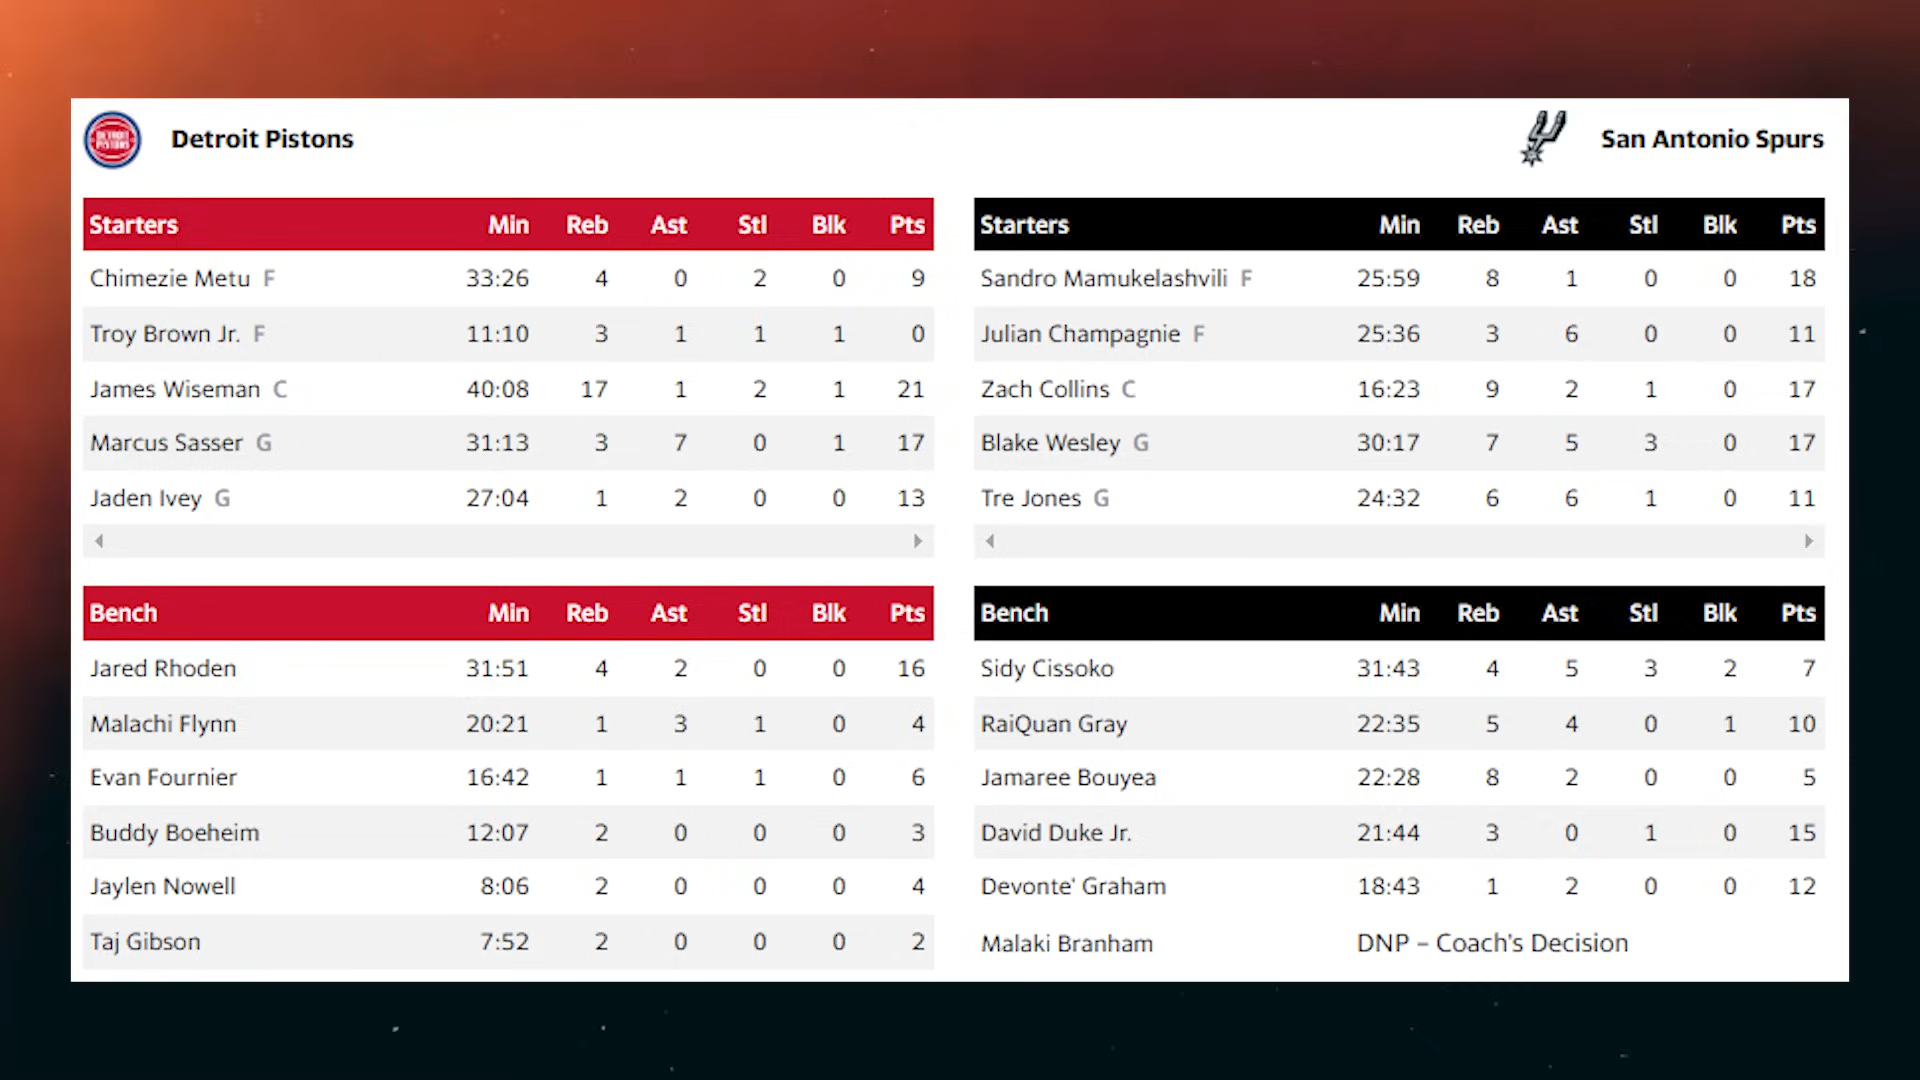 DETROIT PISTONS
Detroit Pistons
San Antonio Spurs
Starters Min Reb Ast Stl Blk Pts
Chimezie Metu F 33:26 4 0 2 0 9
Troy Brown Jr. F 11:10 3 1 1 1 0
James Wiseman C 40:08 17 1 2 1 21
Marcus Sasser G 31:13 3 7 0 1 17
Jaden Ivey G 27:04 1 2 0 0 13
Bench Min Reb Ast Stl Blk Pts
Jared Rhoden 31:51 4 2 0 0 16
Malachi Flynn 20:21 1 3 1 0 4
Evan Fournier 16:42 1 1 1 0 6
Buddy Boeheim 12:07 2 0 0 0 3
Jaylen Nowell 8:06 2 0 0 0 4
Taj Gibson 7:52 2 0 0 0 2
Starters Min Reb Ast Stl Blk Pts
Sandro Mamukelashvili F 25:59 8 1 0 0 18
Julian Champagnie F 25:36 3 6 0 0 11
Zach Collins C 16:23 9 2 1 0 17
Blake Wesley G 30:17 7 5 3 0 17
Tre Jones G 24:32 6 6 1 0 11
Bench Min Reb Ast Stl Blk Pts
Sidy Cissoko 31:43 4 5 3 2 7
RaiQuan Gray 22:35 5 4 0 1 10
Jamaree Bouyea 22:28 8 2 0 0 5
David Duke Jr. 21:44 3 0 1 0 15
Devonte' Graham 18:43 1 2 0 0 12
Malaki Branham DNP – Coach's Decision